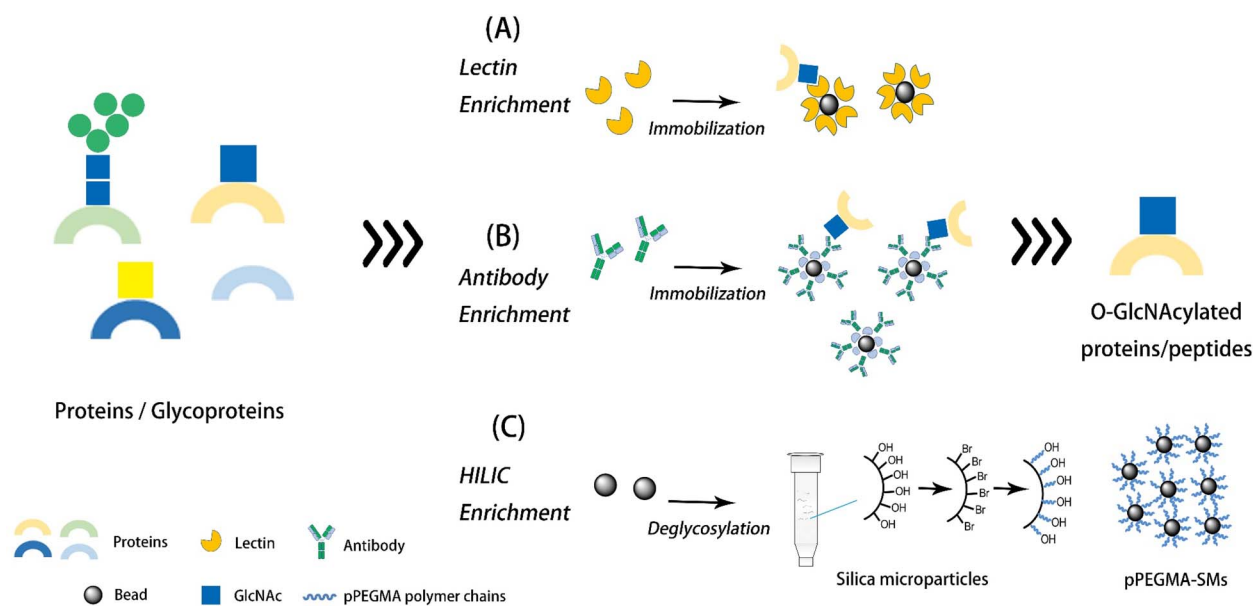 (A)
Lectin
Enrichment
Immobilization
(B)
Antibody
Enrichment
Immobilization
O-GlcNAcylated
proteins/peptides
Proteins / Glycoproteins
(C)
HILIC
Enrichment
Deglycosylation
OH
OH
OH
OH
OH
OH
Br
Br
Br
Br
Br
Br
OH
OH
OH
OH
OH
OH
Silica microparticles
pPEGMA-SMs
Proteins
Lectin
Antibody
Bead
GlcNAc
pPEGMA polymer chains